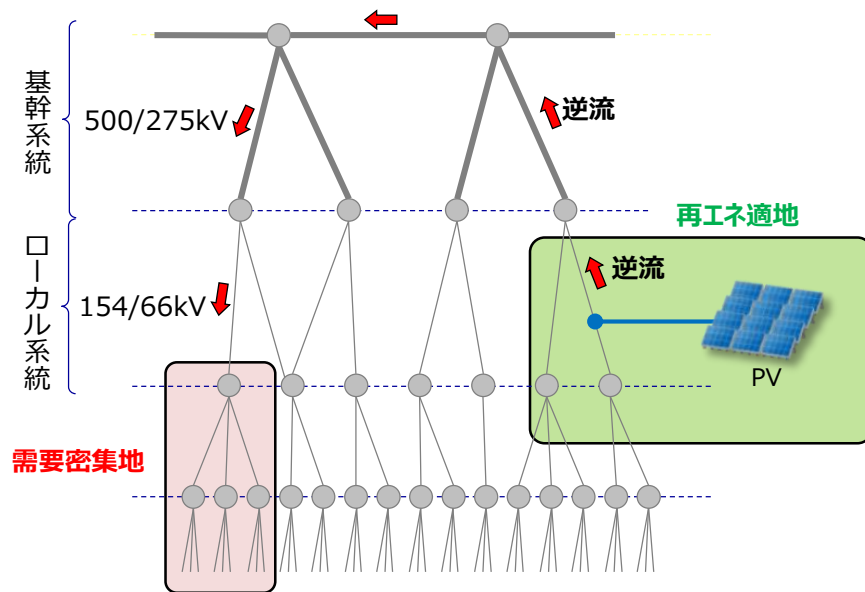 基幹系統
500/275kV
逆流
再エネ適地
ローカル系統
逆流
154/66kV
PV
需要密集地